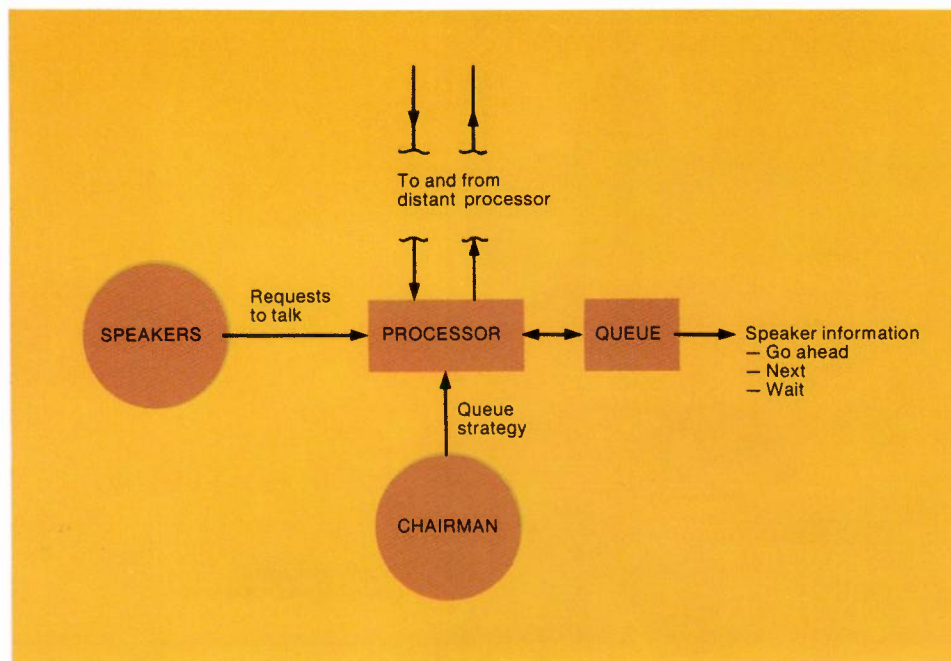 To and from
distant processor
Requests
to talk
SPEAKERS
PROCESSOR
QUEUE
Speaker information
— Go ahead
— Next
— Wait
Queue
strategy
CHAIRMAN